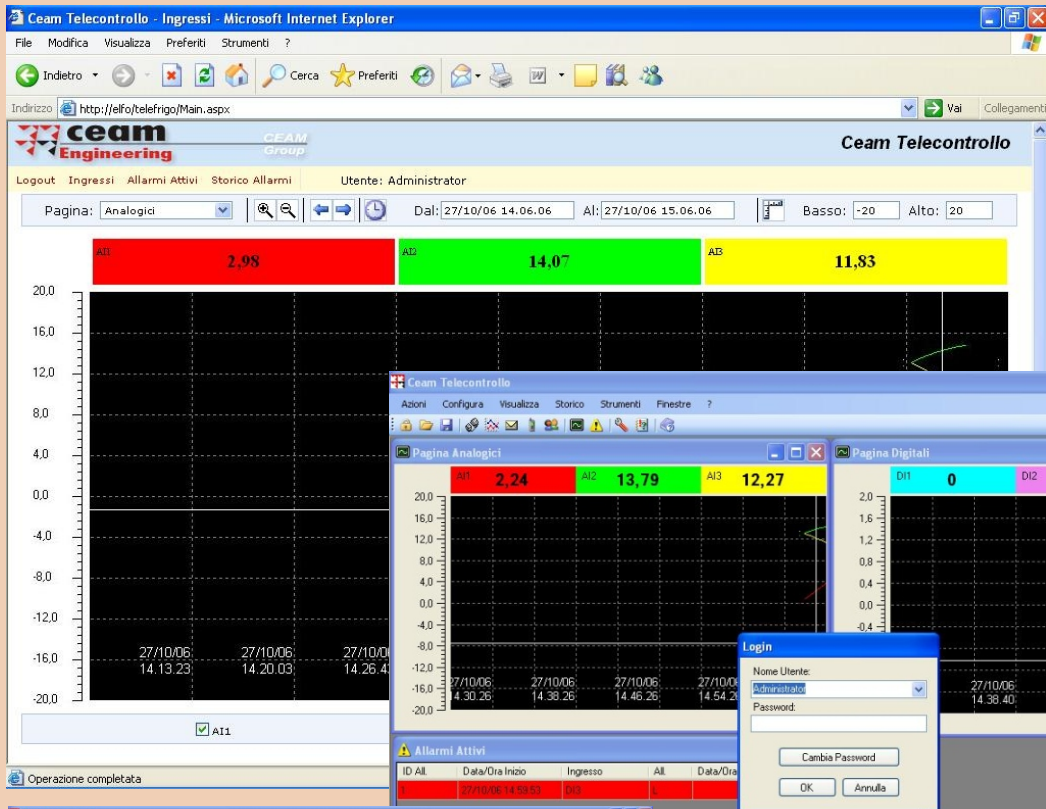 Ceam Telecontrollo - Ingressi - Microsoft Internet Explorer
File Modifica Visualizza Preferiti Strumenti ?
Indietro Cerca Preferiti
Indirizzo http://elfo/telefrigo/Main.aspx Vai Collegamenti
ceam
Engineering
CEAM
Group
Ceam Telecontrollo
Logout Ingressi Allarmi Attivi Storico Allarmi Utente: Administrator
Pagina: Analogici Dal: 27/10/06 14.06.06 Al: 27/10/06 15.06.06 Basso: -20 Alto: 20
AI1 2,98 AI2 14,07 AI3 11,83
20,0
16,0
12,0
8,0
4,0
0,0
-4,0
-8,0
-12,0
-16,0
-20,0
27/10/06 27/10/06
14.13.23 14.20.03
AI1
Operazione completata
Ceam Telecontrollo
Azioni Configura Visualizza Storico Strumenti Finestre ?
Pagina Analogici
AI1 2,24 AI2 13,79 AI3 12,27
20,0
16,0
12,0
8,0
4,0
0,0
-4,0
-8,0
-12,0
-16,0
-20,0
27/10/06 27/10/06 27/10/06
14.30.26 14.38.26 14.46.26
Pagina Digitali
DI1 0 DI2
2,0
1,6
1,2
0,8
0,4
0,0
-0,4
27/10/06
14.38.40
Login
Nome Utente:
Administrator
Password:
Cambia Password
OK Annulla
Allarmi Attivi
ID All. Data/Ora Inizio Ingresso All. Data/Ora
1 27/10/06 14.59.53 DI3 L